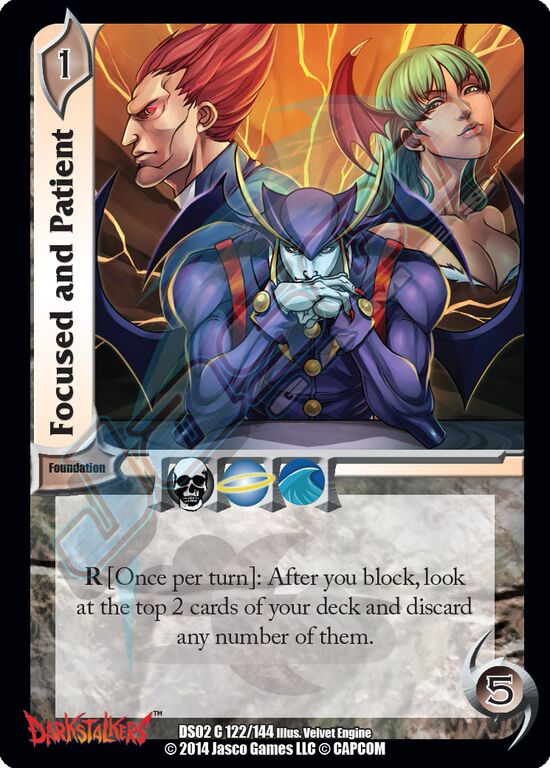 1
Focused and Patient
Foundation
R [Once per turn]: After you block, look
at the top 2 cards of your deck and discard
any number of them.
5
DARKSTALKERS™
DS02 C 122/144 Illus. Velvet Engine
© 2014 Jasco Games LLC © CAPCOM